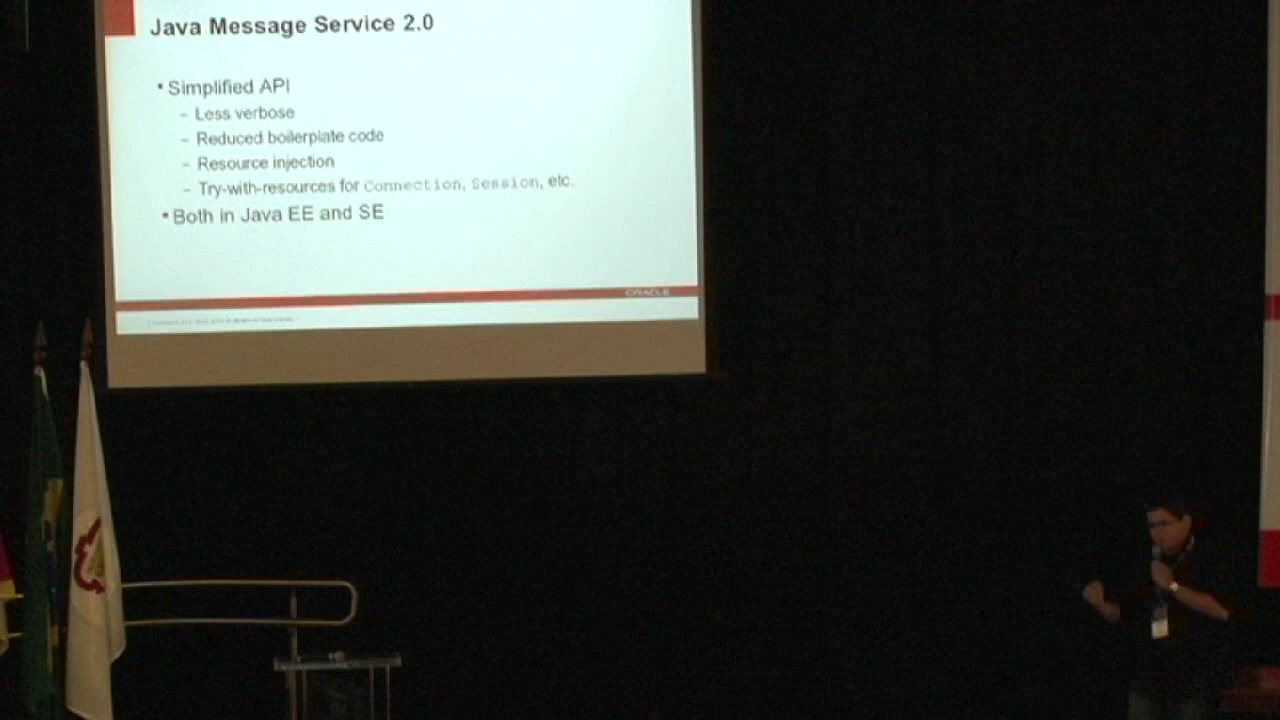 Java Message Service 2.0
• Simplified API
– Less verbose
– Reduced boilerplate code
– Resource injection
– Try-with-resources for Connection, Session, etc.
• Both in Java EE and SE
ORACLE